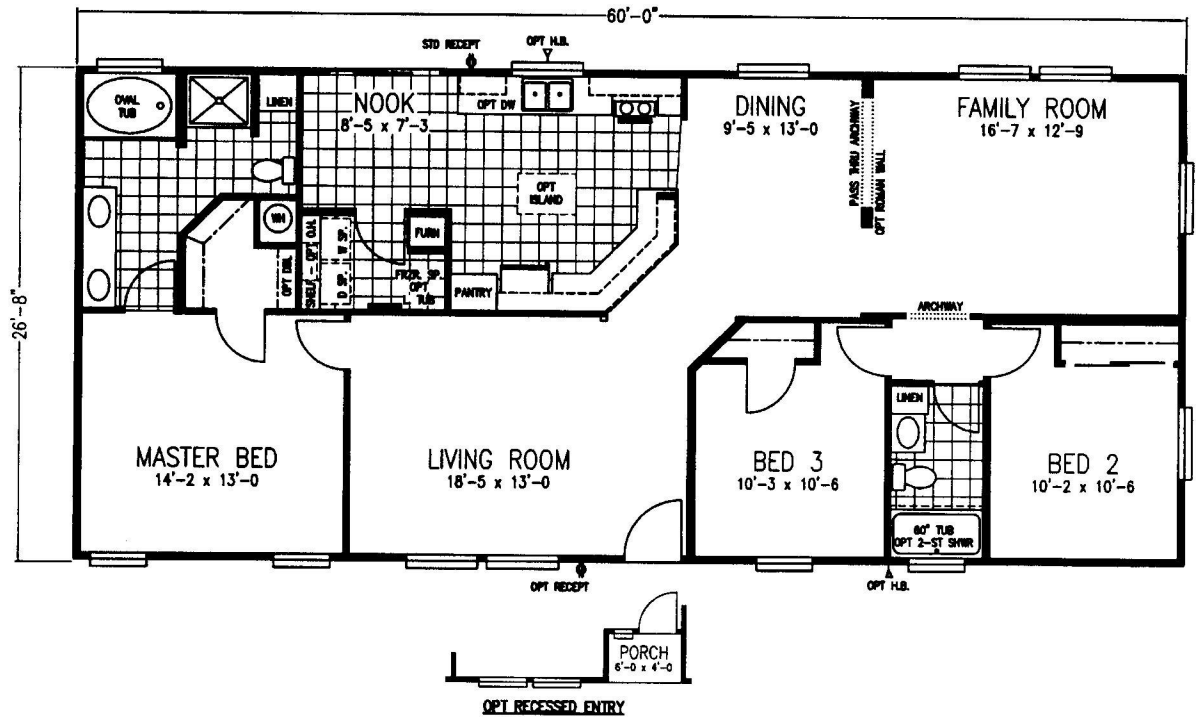 60'-0"
STD RECEPT
OPT H.B.
OVAL
TUB
LINEN
NOOK
8'-5 x 7'-3
OPT DW
DINING
9'-5 x 13'-0
PASS THRU ARCHWAY
OPT ROMAN WALL
FAMILY ROOM
16'-7 x 12'-9
OPT
ISLAND
WH
OPT DBL
SHELF - OPT O.H.
W SP.
D SP.
FURN
FRZR. SP.
OPT
TUB
PANTRY
ARCHWAY
26'-8"
MASTER BED
14'-2 x 13'-0
LIVING ROOM
18'-5 x 13'-0
BED 3
10'-3 x 10'-6
LINEN
BED 2
10'-2 x 10'-6
60" TUB
OPT 2-ST SHWR
OPT RECEPT
OPT H.B.
PORCH
6'-0 x 4'-0
OPT RECESSED ENTRY